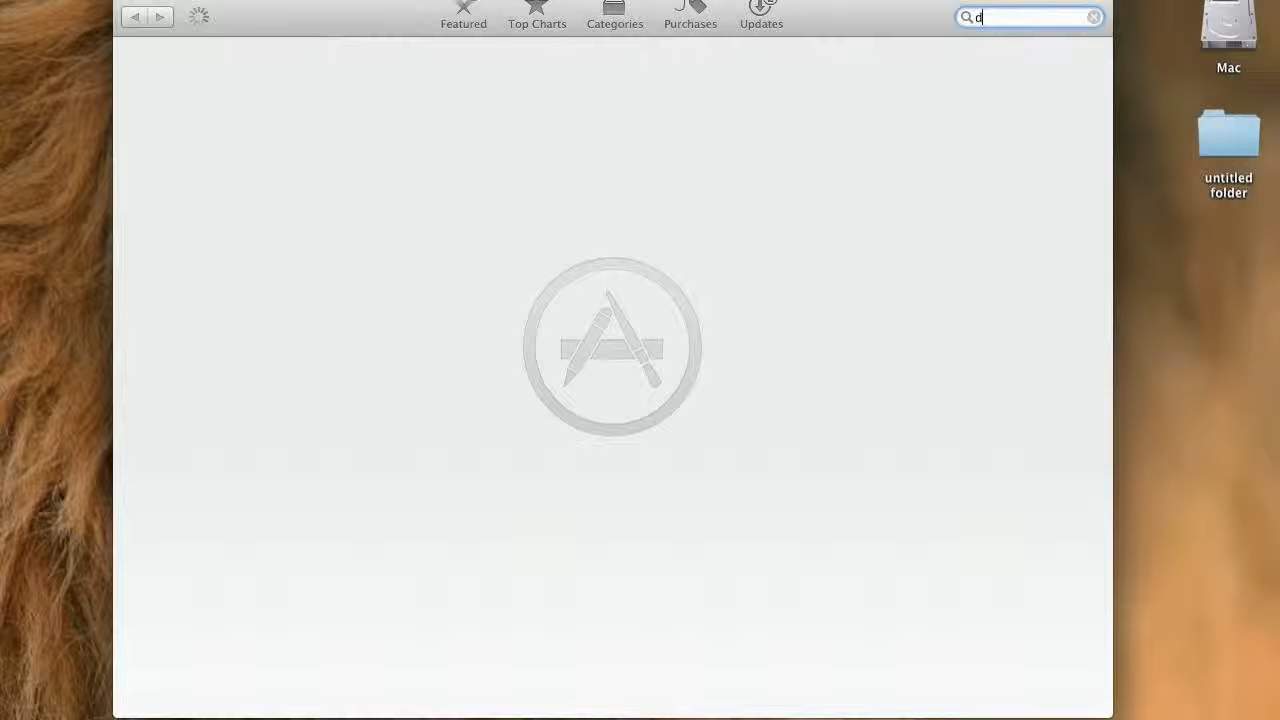 Featured
Top Charts
Categories
Purchases
Updates
d
Mac
untitled
folder